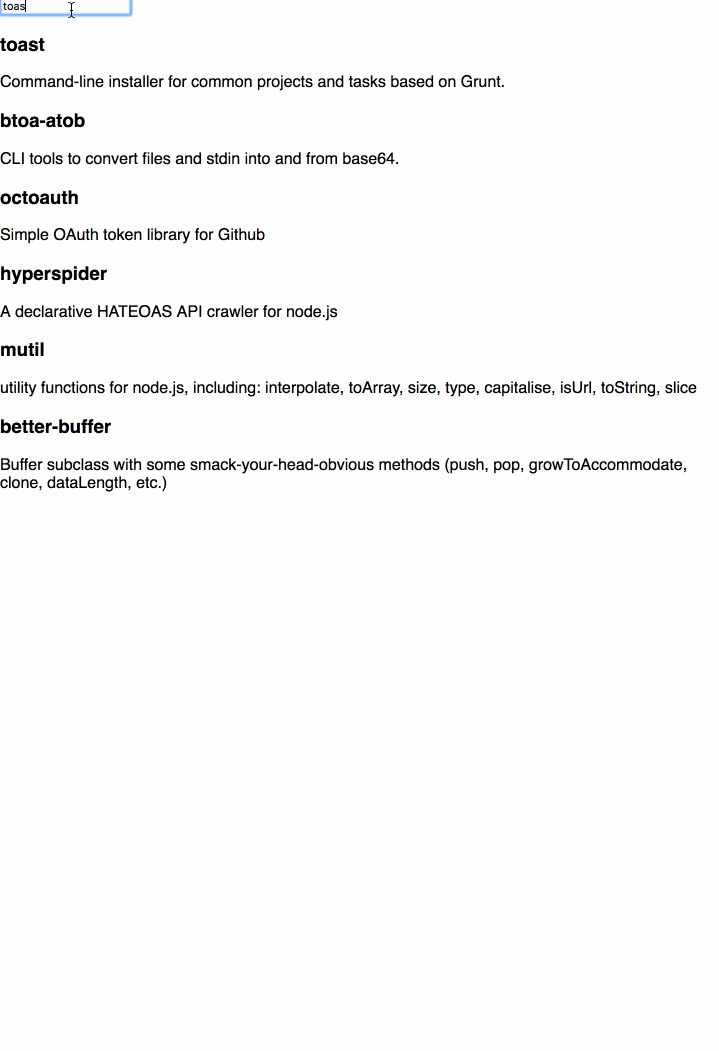 toas
toast
Command-line installer for common projects and tasks based on Grunt.
btoa-atob
CLI tools to convert files and stdin into and from base64.
octoauth
Simple OAuth token library for Github
hyperspider
A declarative HATEOAS API crawler for node.js
mutil
utility functions for node.js, including: interpolate, toArray, size, type, capitalise, isUrl, toString, slice
better-buffer
Buffer subclass with some smack-your-head-obvious methods (push, pop, growToAccommodate,
clone, dataLength, etc.)